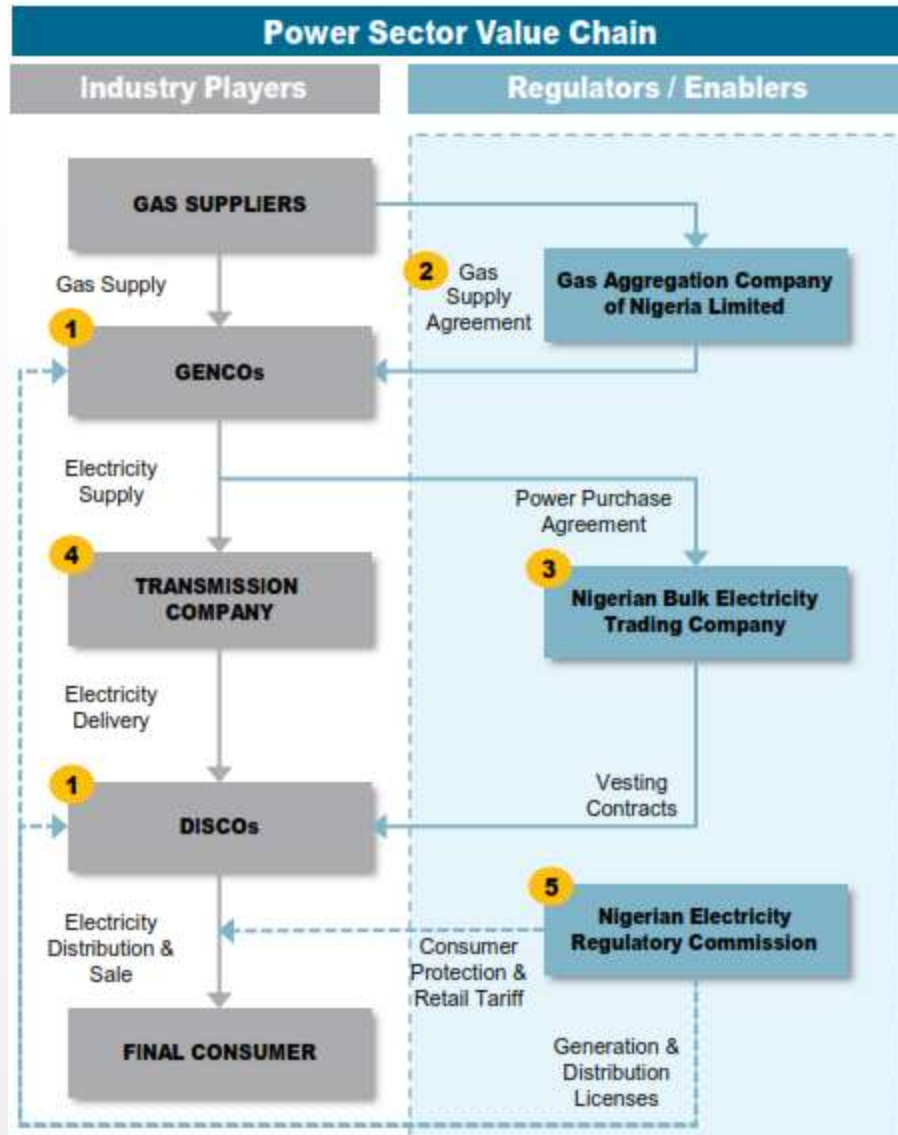 Power Sector Value Chain
Industry Players
Regulators / Enablers
GAS SUPPLIERS
Gas Supply
2
Gas
Supply
Agreement
Gas Aggregation Company
of Nigeria Limited
1
GENCOs
Electricity
Supply
Power Purchase
Agreement
4
TRANSMISSION
COMPANY
3
Nigerian Bulk Electricity
Trading Company
Electricity
Delivery
Vesting
Contracts
1
DISCOs
5
Nigerian Electricity
Regulatory Commission
Electricity
Distribution &
Sale
Consumer
Protection &
Retail Tariff
FINAL CONSUMER
Generation &
Distribution
Licenses